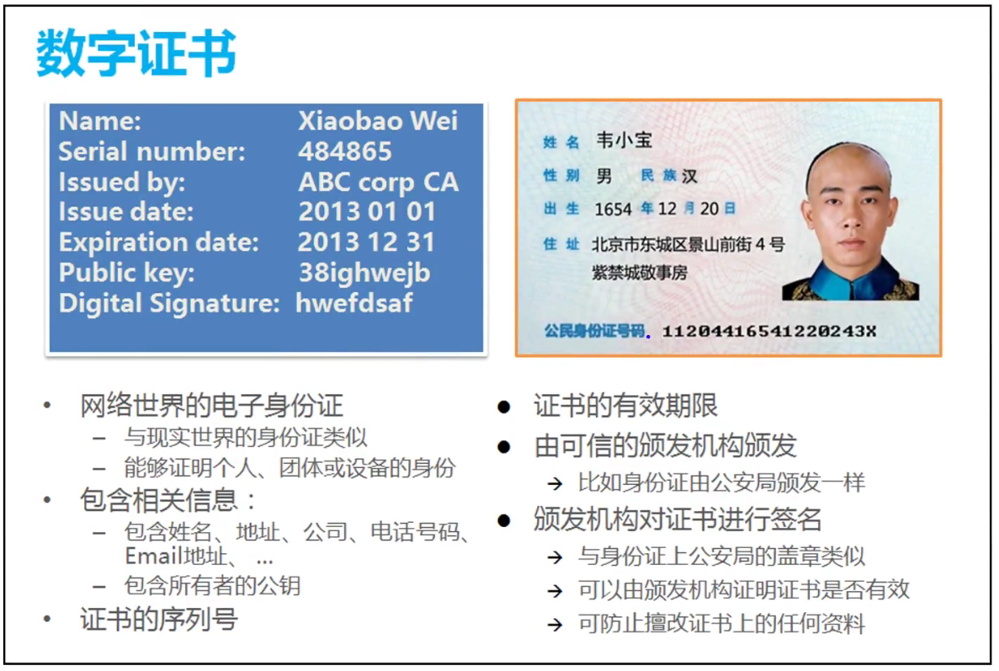 数字证书
Name: Xiaobao Wei
Serial number: 484865
Issued by: ABC corp CA
Issue date: 2013 01 01
Expiration date: 2013 12 31
Public key: 38ighwejb
Digital Signature: hwefdsaf
姓名 韦小宝
性别 男 民族 汉
出生 1654 年 12 月 20 日
住址 北京市东城区景山前街 4 号
紫禁城敬事房
公民身份证号码. 11204416541220243X
• 网络世界的电子身份证
– 与现实世界的身份证类似
– 能够证明个人、团体或设备的身份
• 包含相关信息：
– 包含姓名、地址、公司、电话号码、
Email地址、 …
– 包含所有者的公钥
• 证书的序列号
● 证书的有效期限
● 由可信的颁发机构颁发
→ 比如身份证由公安局颁发一样
● 颁发机构对证书进行签名
→ 与身份证上公安局的盖章类似
→ 可以由颁发机构证明证书是否有效
→ 可防止擅改证书上的任何资料